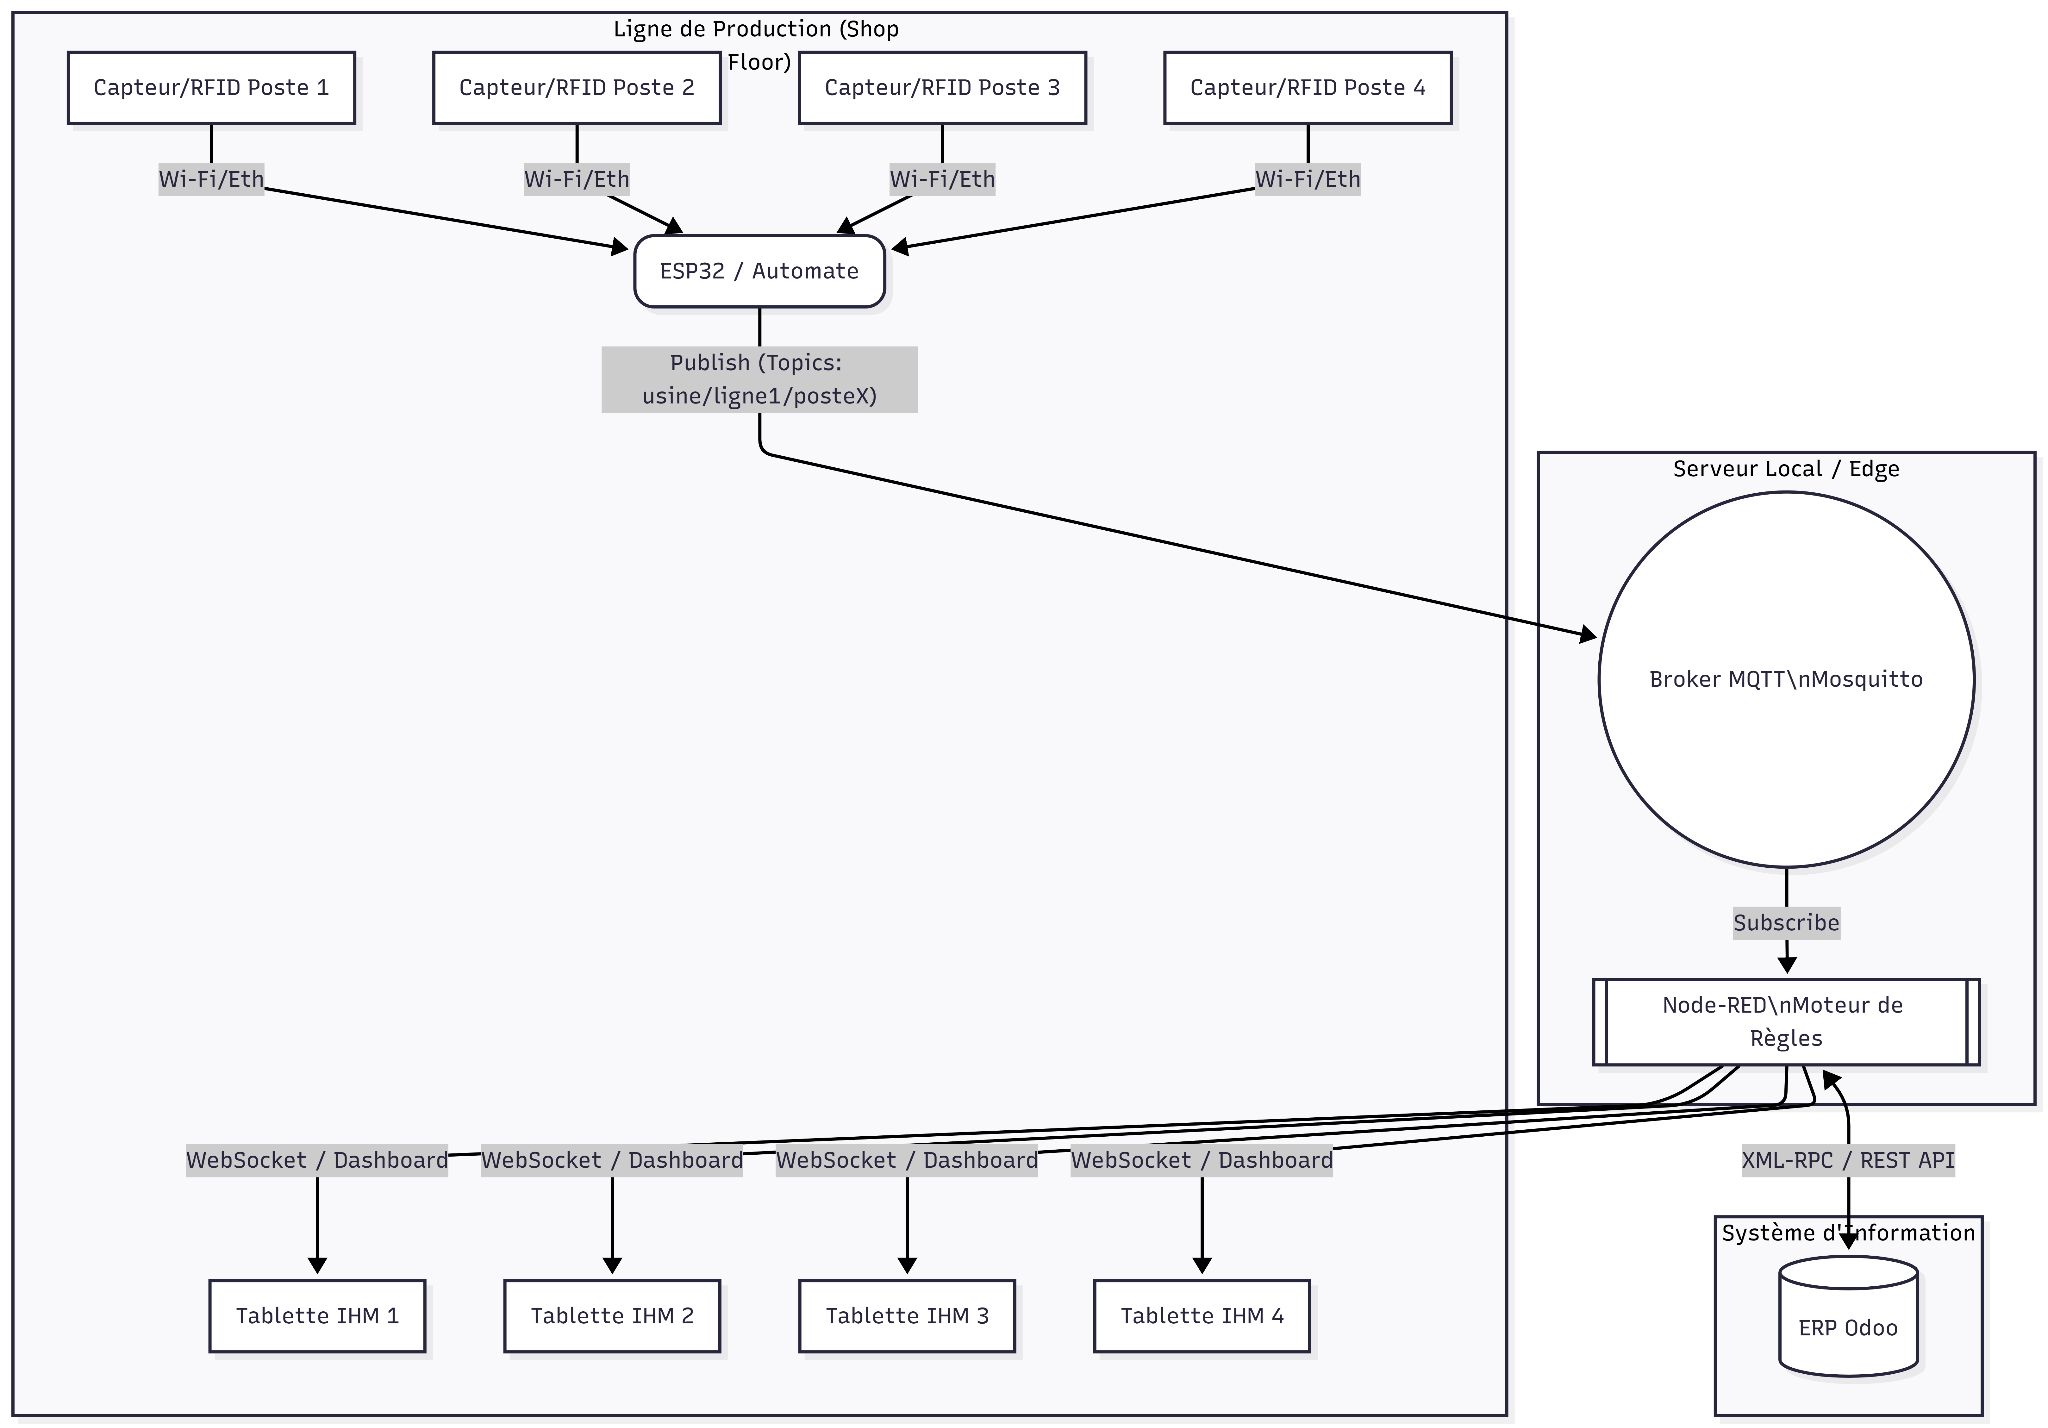 Ligne de Production (Shop
Floor)
Capteur/RFID Poste 1
Capteur/RFID Poste 2
Capteur/RFID Poste 3
Capteur/RFID Poste 4
Wi-Fi/Eth
Wi-Fi/Eth
Wi-Fi/Eth
Wi-Fi/Eth
ESP32 / Automate
Publish (Topics:
usine/ligne1/posteX)
Serveur Local / Edge
Broker MQTT\nMosquitto
Subscribe
Node-RED\nMoteur de
Règles
WebSocket / Dashboard
WebSocket / Dashboard
WebSocket / Dashboard
WebSocket / Dashboard
XML-RPC / REST API
Système d'Information
Tablette IHM 1
Tablette IHM 2
Tablette IHM 3
Tablette IHM 4
ERP Odoo